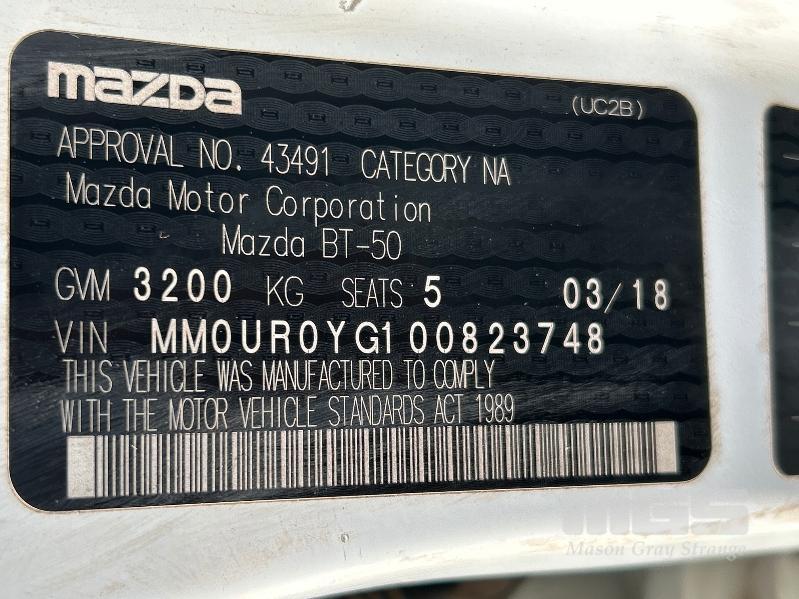 mazda
(UC2B)
APPROVAL NO. 43491 CATEGORY NA
Mazda Motor Corporation
Mazda BT-50
GVM 3200 KG SEATS 5 03/18
VIN MM0UR0YG100823748
THIS VEHICLE WAS MANUFACTURED TO COMPLY
WITH THE MOTOR VEHICLE STANDARDS ACT 1989
MGS
Mason Gray Strange